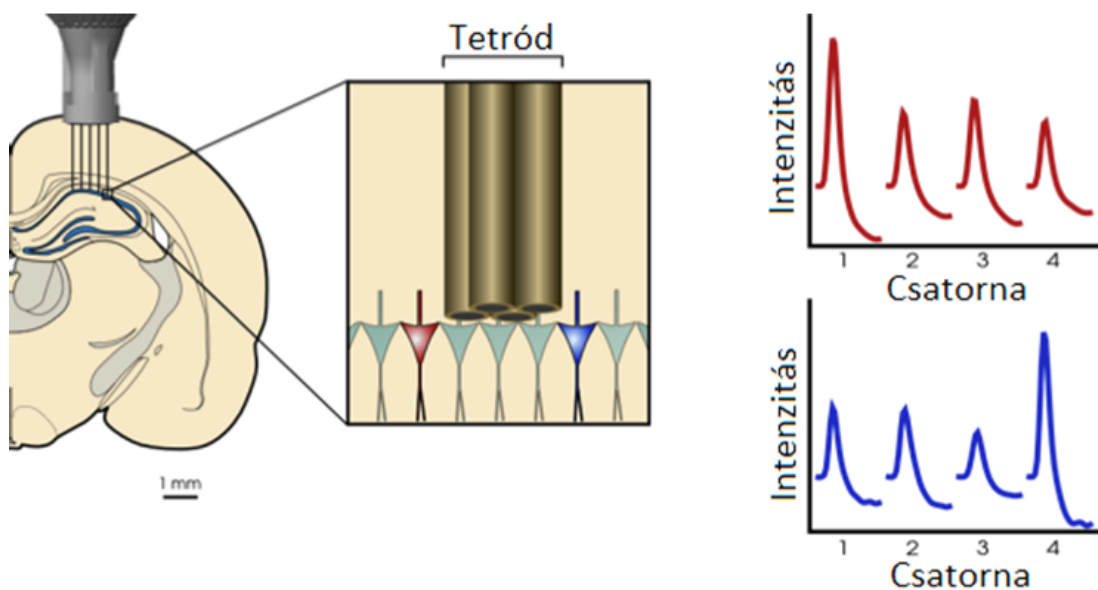 Tetród
1 mm
Intenzitás
1 2 3 4
Csatorna
Intenzitás
1 2 3 4
Csatorna